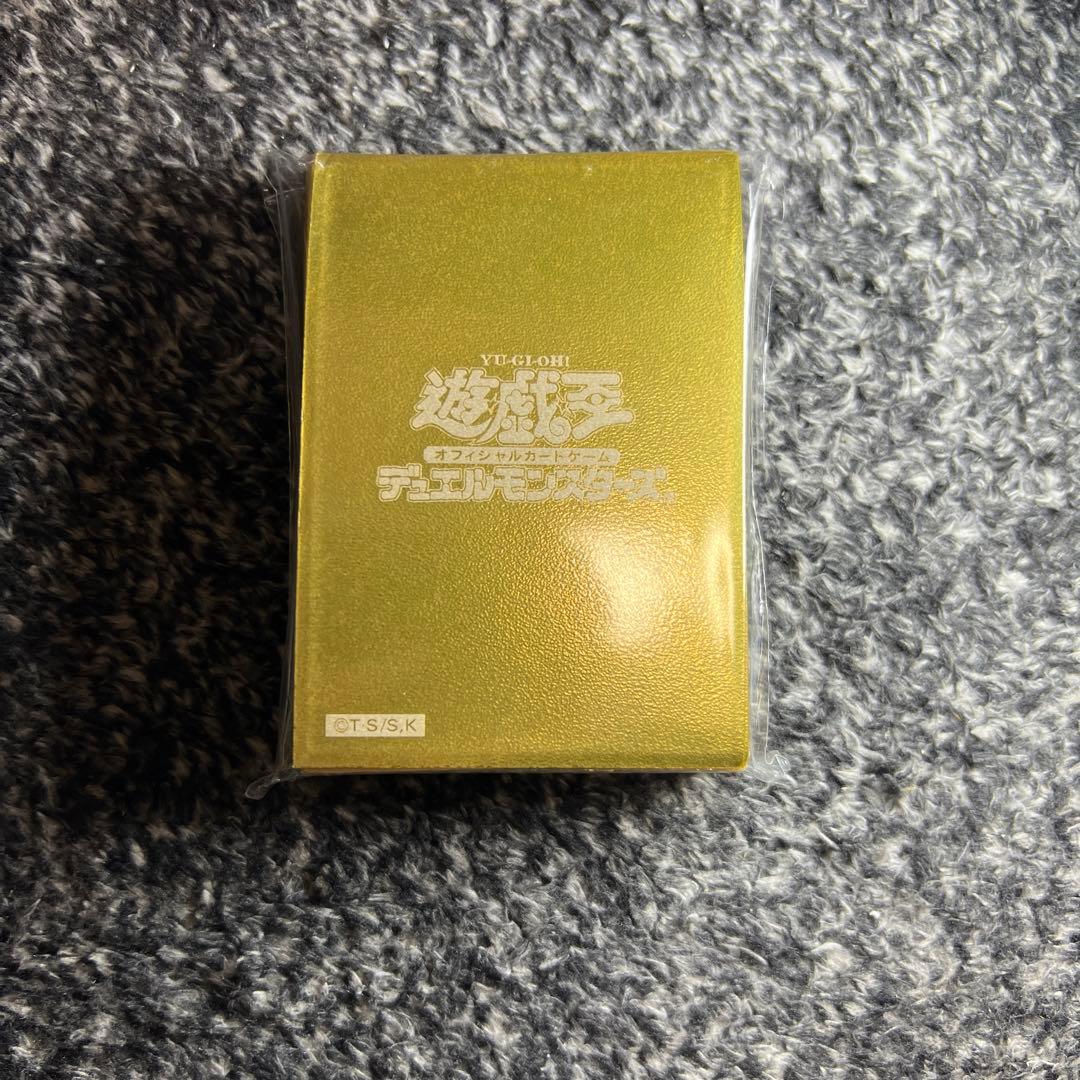 YU-GI-OH!
遊戯王
オフィシャルカードゲーム
デュエルモンスターズ
©T·S/S,K